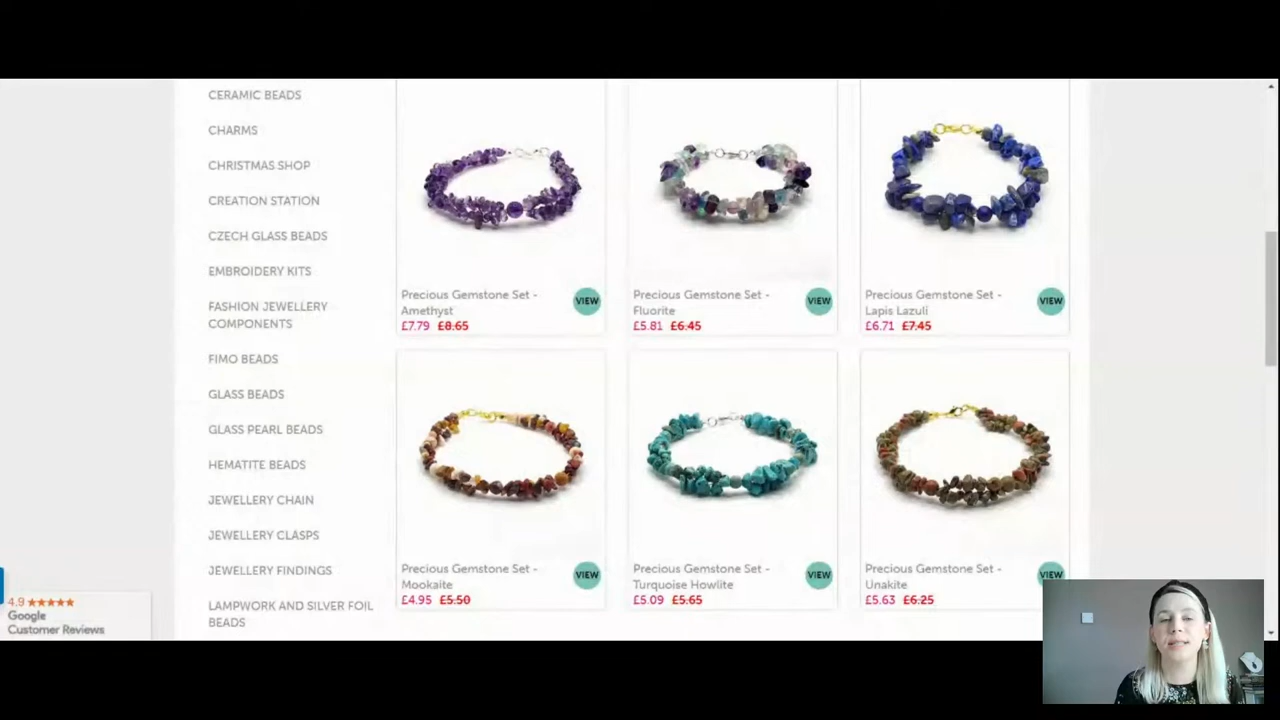 CERAMIC BEADS
CHARMS
CHRISTMAS SHOP
CREATION STATION
CZECH GLASS BEADS
EMBROIDERY KITS
FASHION JEWELLERY
COMPONENTS
FIMO BEADS
GLASS BEADS
GLASS PEARL BEADS
HEMATITE BEADS
JEWELLERY CHAIN
JEWELLERY CLASPS
JEWELLERY FINDINGS
LAMPWORK AND SILVER FOIL
BEADS
Precious Gemstone Set -
Amethyst
£7.79 £8.65
VIEW
Precious Gemstone Set -
Fluorite
£5.81 £6.45
VIEW
Precious Gemstone Set -
Lapis Lazuli
£6.71 £7.45
VIEW
Precious Gemstone Set -
Mookaite
£4.95 £5.50
VIEW
Precious Gemstone Set -
Turquoise Howlite
£5.09 £5.65
VIEW
Precious Gemstone Set -
Unakite
£5.63 £6.25
VIEW
4.9 ★★★★★
Google
Customer Reviews